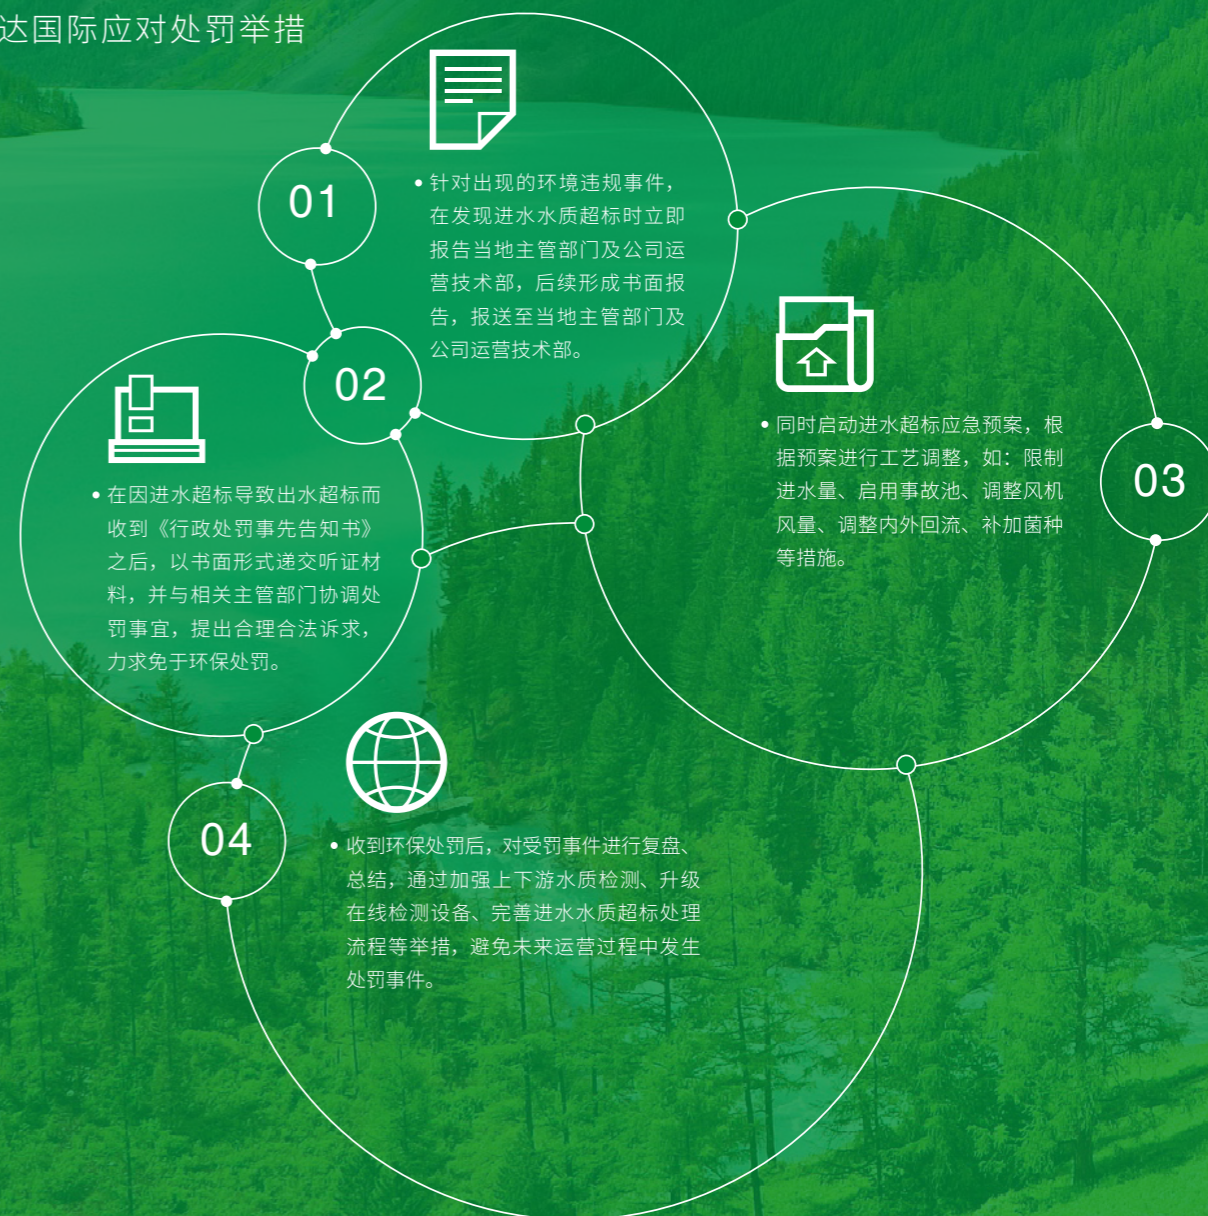 达国际应对处罚举措
01
针对出现的环境违规事件，
在发现进水水质超标时立即
报告当地主管部门及公司运
营技术部，后续形成书面报
告，报送至当地主管部门及
公司运营技术部。
02
在因进水超标导致出水超标而
收到《行政处罚事先告知书》
之后，以书面形式递交听证材
料，并与相关主管部门协调处
罚事宜，提出合理合法诉求，
力求免于环保处罚。
03
同时启动进水超标应急预案，根
据预案进行工艺调整，如：限制
进水量、启用事故池、调整风机
风量、调整内外回流、补加菌种
等措施。
04
收到环保处罚后，对受罚事件进行复盘、
总结，通过加强上下游水质检测、升级
在线检测设备、完善进水水质超标处理
流程等举措，避免未来运营过程中发生
处罚事件。